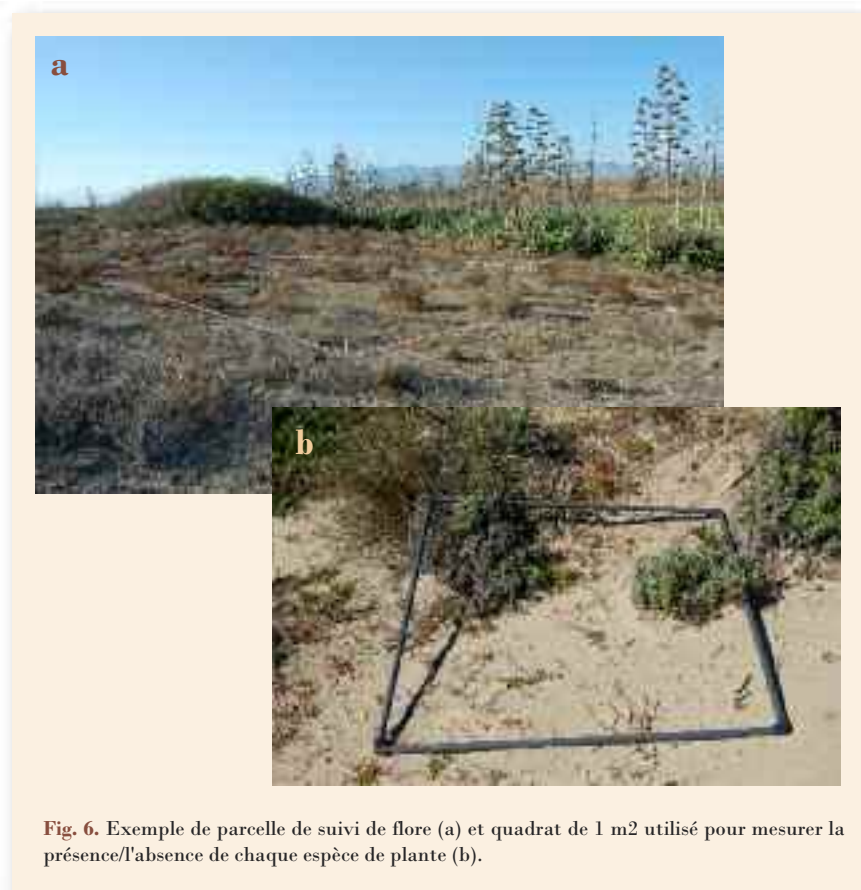 a
b
Fig. 6. Exemple de parcelle de suivi de flore (a) et quadrat de 1 m2 utilisé pour mesurer la
présence/l'absence de chaque espèce de plante (b).